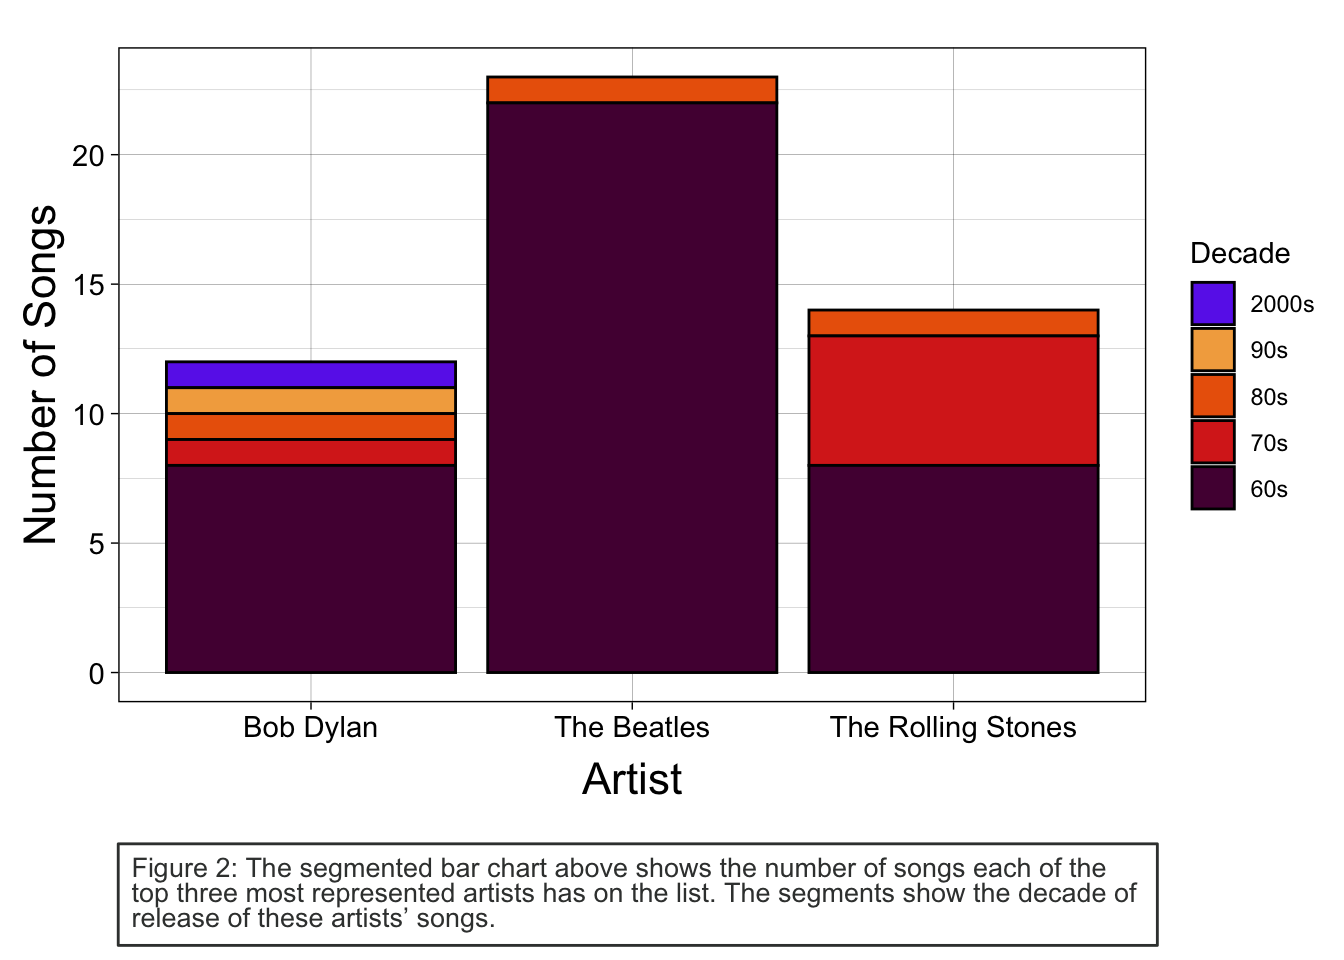 20
15
10
5
0
Number of Songs
Bob Dylan
The Beatles
The Rolling Stones
Artist
Decade
2000s
90s
80s
70s
60s
Figure 2: The segmented bar chart above shows the number of songs each of the
top three most represented artists has on the list. The segments show the decade of
release of these artists’ songs.